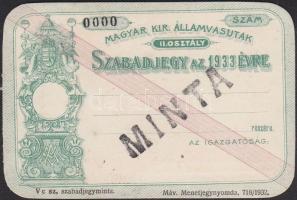 0000 SZÁM
MAGYAR KIR. ÁLLAMVASUTAK
II. OSZTÁLY
SZABADJEGY AZ 1933 ÉVRE
MINTA
részére.
AZ IGAZGATÓSÁG:
V c sz. szabadjegyminta.
Máv. Menetjegynyomda, 718/1932.